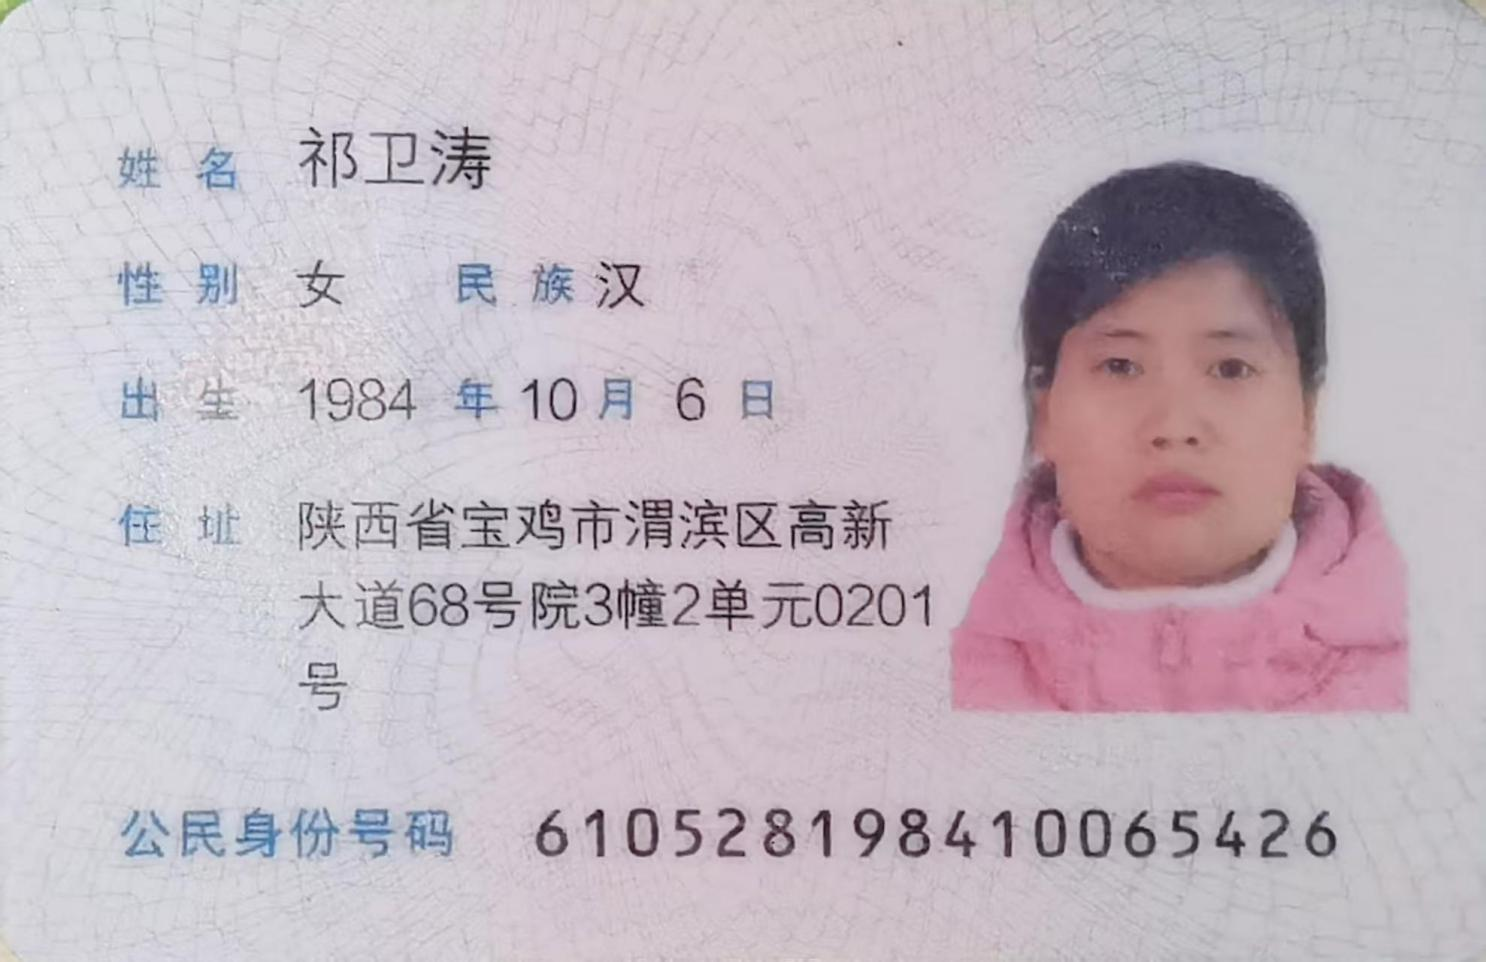 姓名 祁卫涛
性别 女 民族 汉
出生 1984 年 10 月 6 日
住址 陕西省宝鸡市渭滨区高新
大道68号院3幢2单元0201
号
公民身份号码 610528198410065426